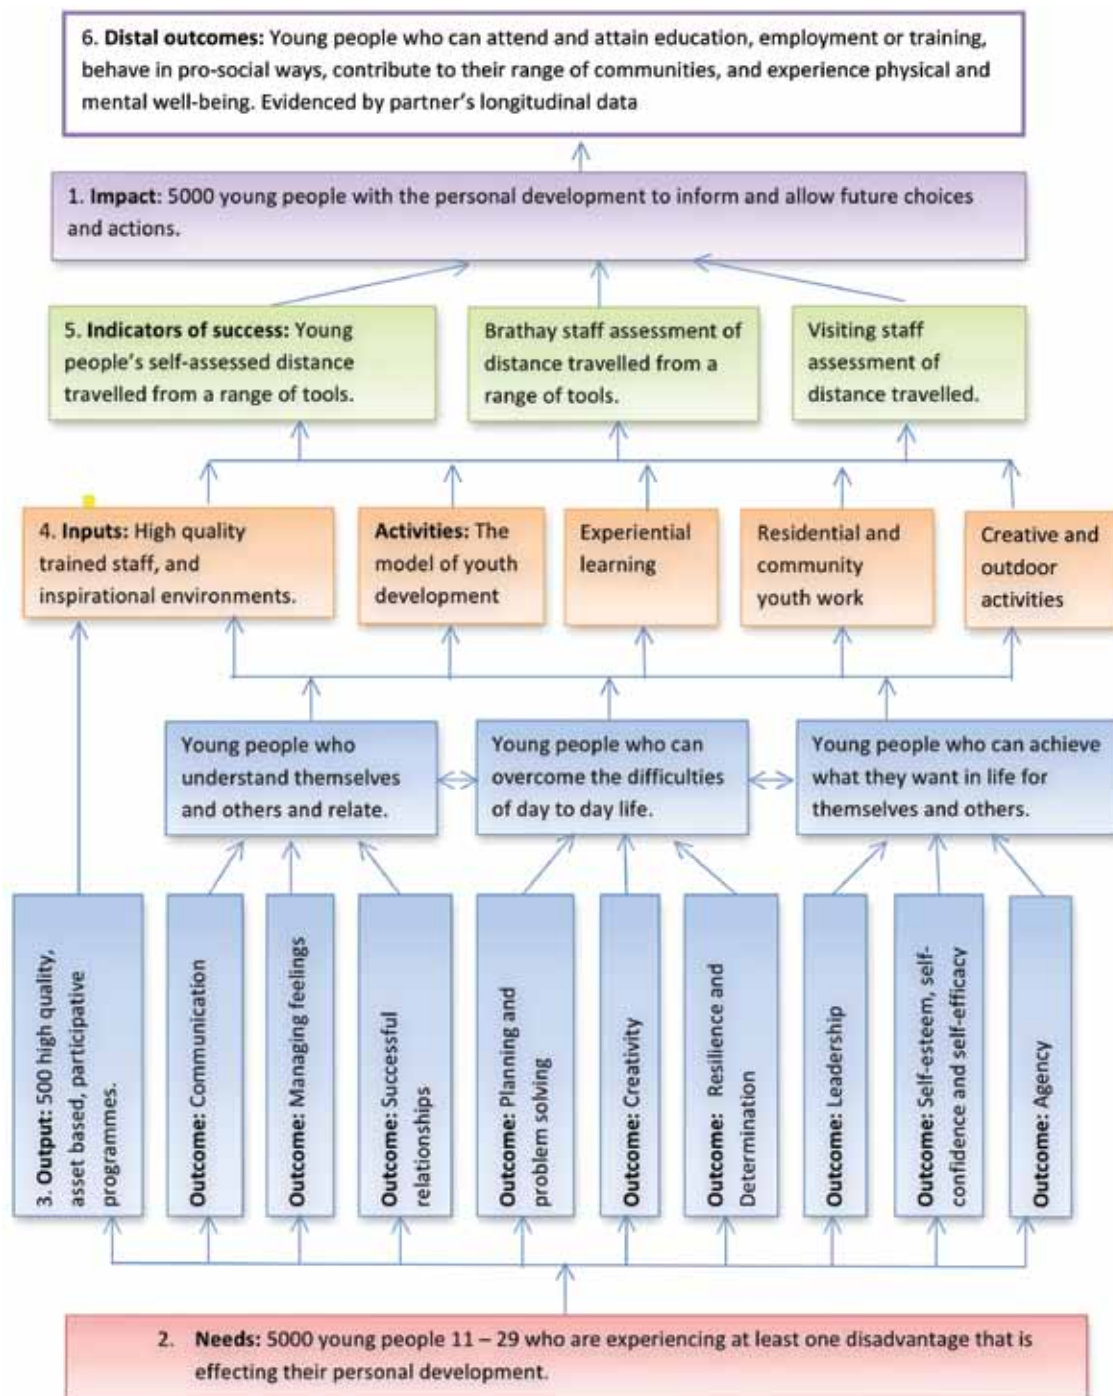 6. Distal outcomes: Young people who can attend and attain education, employment or training,
behave in pro-social ways, contribute to their range of communities, and experience physical and
mental well-being. Evidenced by partner's longitudinal data
1. Impact: 5000 young people with the personal development to inform and allow future choices
and actions.
5. Indicators of success: Young
people's self-assessed distance
travelled from a range of tools.
Brathay staff assessment of
distance travelled from a
range of tools.
Visiting staff
assessment of
distance travelled.
4. Inputs: High quality
trained staff, and
inspirational environments.
Activities: The
model of youth
development
Experiential
learning
Residential and
community
youth work
Creative and
outdoor
activities
Young people who
understand themselves
and others and relate.
Young people who can
overcome the difficulties
of day to day life.
Young people who can achieve
what they want in life for
themselves and others.
3. Output: 500 high quality,
asset based, participative
programmes.
Outcome: Communication
Outcome: Managing feelings
Outcome: Successful
relationships
Outcome: Planning and
problem solving
Outcome: Creativity
Outcome: Resilience and
Determination
Outcome: Leadership
Outcome: Self-esteem, self-
confidence and self-efficacy
Outcome: Agency
2. Needs: 5000 young people 11 – 29 who are experiencing at least one disadvantage that is
effecting their personal development.